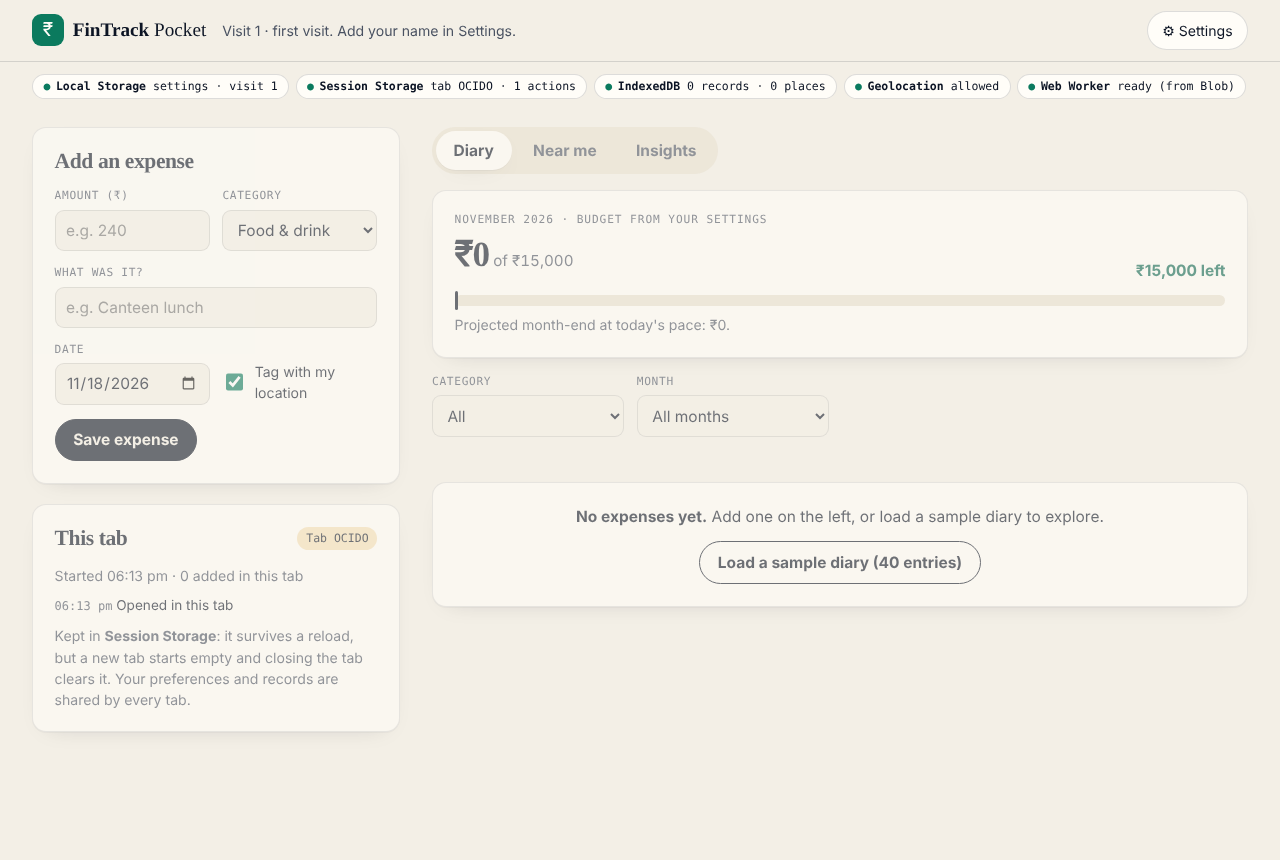 ₹ FinTrack Pocket Visit 1 · first visit. Add your name in Settings. ⚙ Settings
● Local Storage settings · visit 1 ● Session Storage tab OCIDO · 1 actions ● IndexedDB 0 records · 0 places ● Geolocation allowed ● Web Worker ready (from Blob)
Add an expense
AMOUNT (₹) CATEGORY
e.g. 240 Food & drink
WHAT WAS IT?
e.g. Canteen lunch
DATE
11/18/2026 Tag with my
location
Save expense
This tab Tab OCIDO
Started 06:13 pm · 0 added in this tab
06:13 pm Opened in this tab
Kept in Session Storage: it survives a reload,
but a new tab starts empty and closing the tab
clears it. Your preferences and records are
shared by every tab.
Diary Near me Insights
NOVEMBER 2026 · BUDGET FROM YOUR SETTINGS
₹0 of ₹15,000
₹15,000 left
Projected month-end at today's pace: ₹0.
CATEGORY MONTH
All All months
No expenses yet. Add one on the left, or load a sample diary to explore.
Load a sample diary (40 entries)